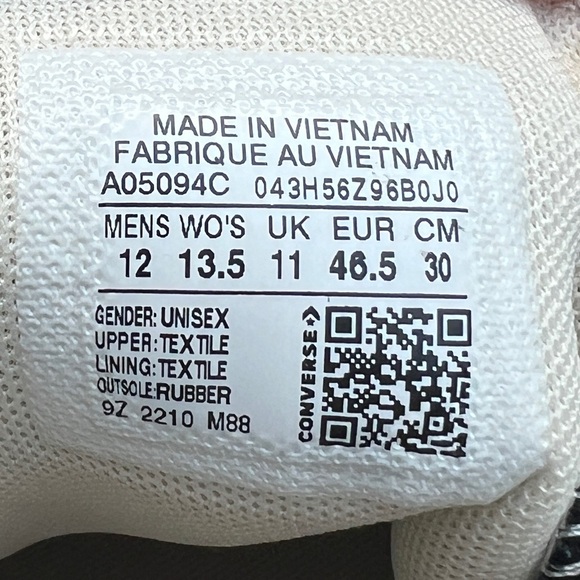 MADE IN VIETNAM
FABRIQUE AU VIETNAM
A05094C 043H56Z96B0J0
MENS WO'S UK EUR CM
12 13.5 11 46.5 30
GENDER: UNISEX
UPPER:TEXTILE
LINING:TEXTILE
OUTSOLE:RUBBER
9Z 2210 M88
CONVERSE